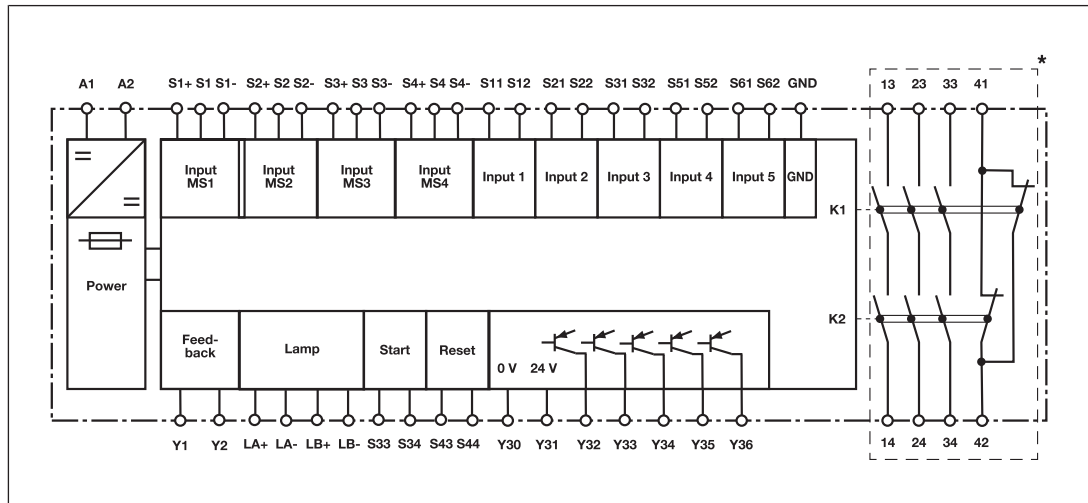 *
A1 A2 S1+ S1 S1- S2+ S2 S2- S3+ S3 S3- S4+ S4 S4- S11 S12 S21 S22 S31 S32 S51 S52 S61 S62 GND 13 23 33 41
Input MS1
Input MS2
Input MS3
Input MS4
Input 1
Input 2
Input 3
Input 4
Input 5
GND
K1
Power
K2
Feed-
back
Lamp
Start
Reset
0 V 24 V
Y1 Y2 LA+ LA- LB+ LB- S33 S34 S43 S44 Y30 Y31 Y32 Y33 Y34 Y35 Y36 14 24 34 42